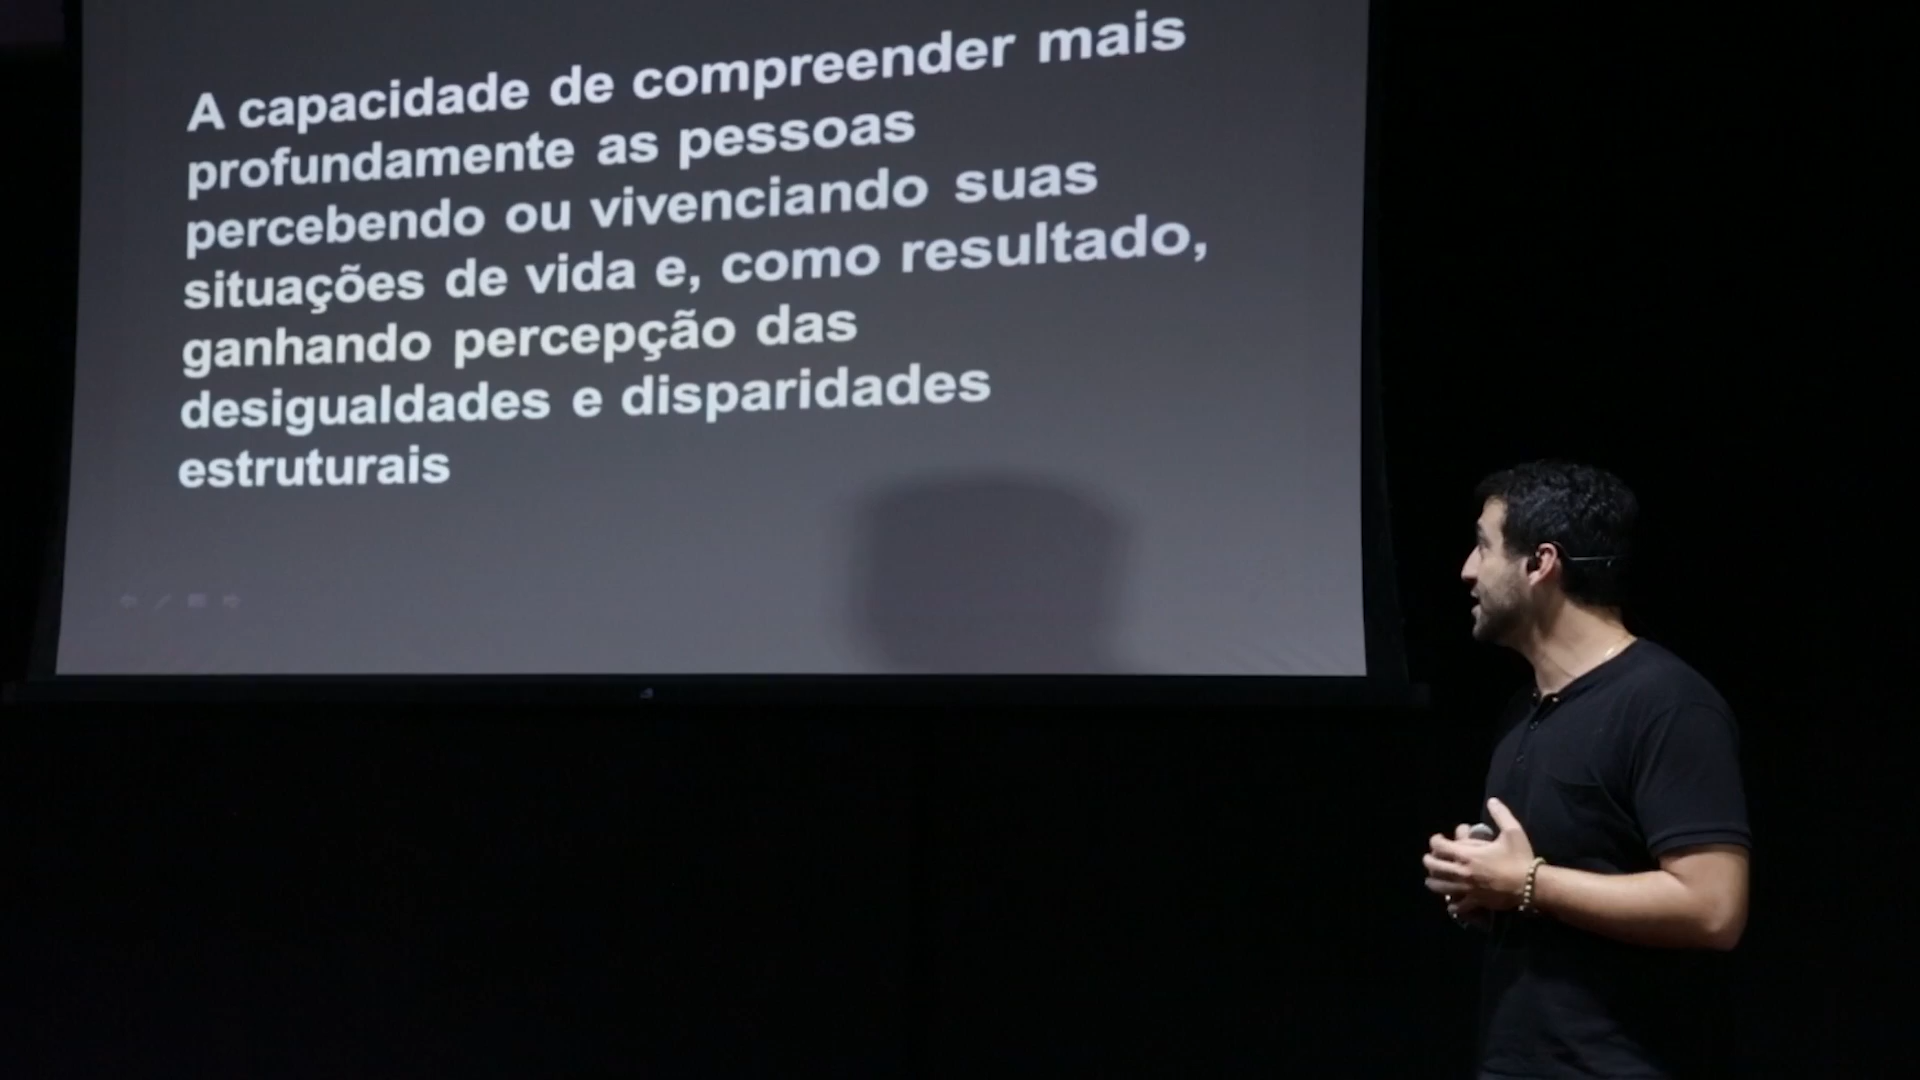 A capacidade de compreender mais
profundamente as pessoas
percebendo ou vivenciando suas
situações de vida e, como resultado,
ganhando percepção das
desigualdades e disparidades
estruturais